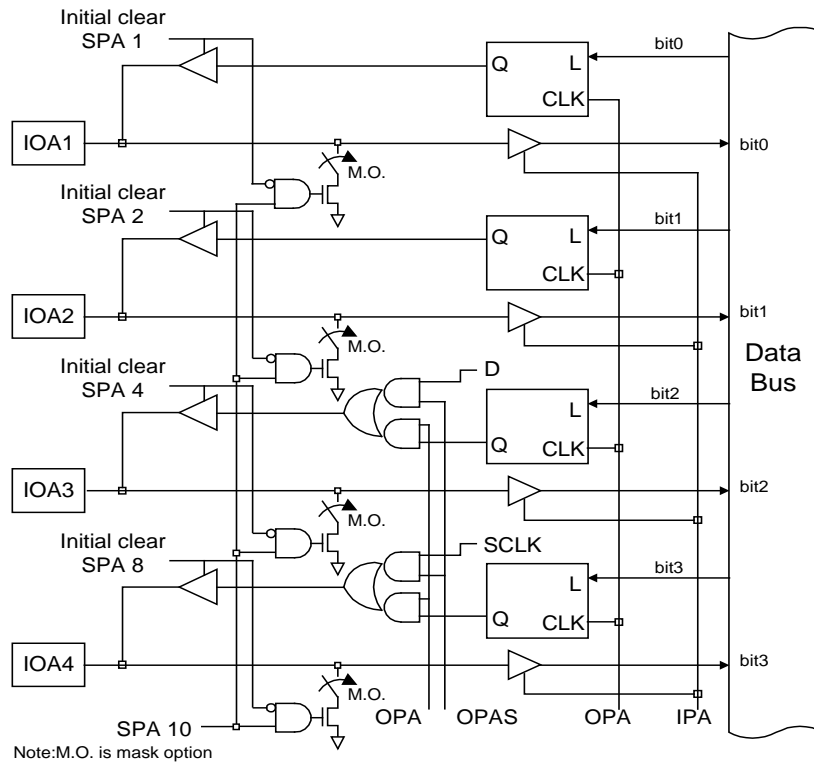 Initial clear
SPA 1
Q
L
CLK
bit0
IOA1
M.O.
bit0
Initial clear
SPA 2
Q
L
CLK
bit1
IOA2
M.O.
bit1
Data
Bus
Initial clear
SPA 4
D
Q
L
CLK
bit2
IOA3
M.O.
bit2
Initial clear
SPA 8
SCLK
Q
L
CLK
bit3
IOA4
M.O.
bit3
SPA 10
OPA
OPAS
OPA
IPA
Note:M.O. is mask option